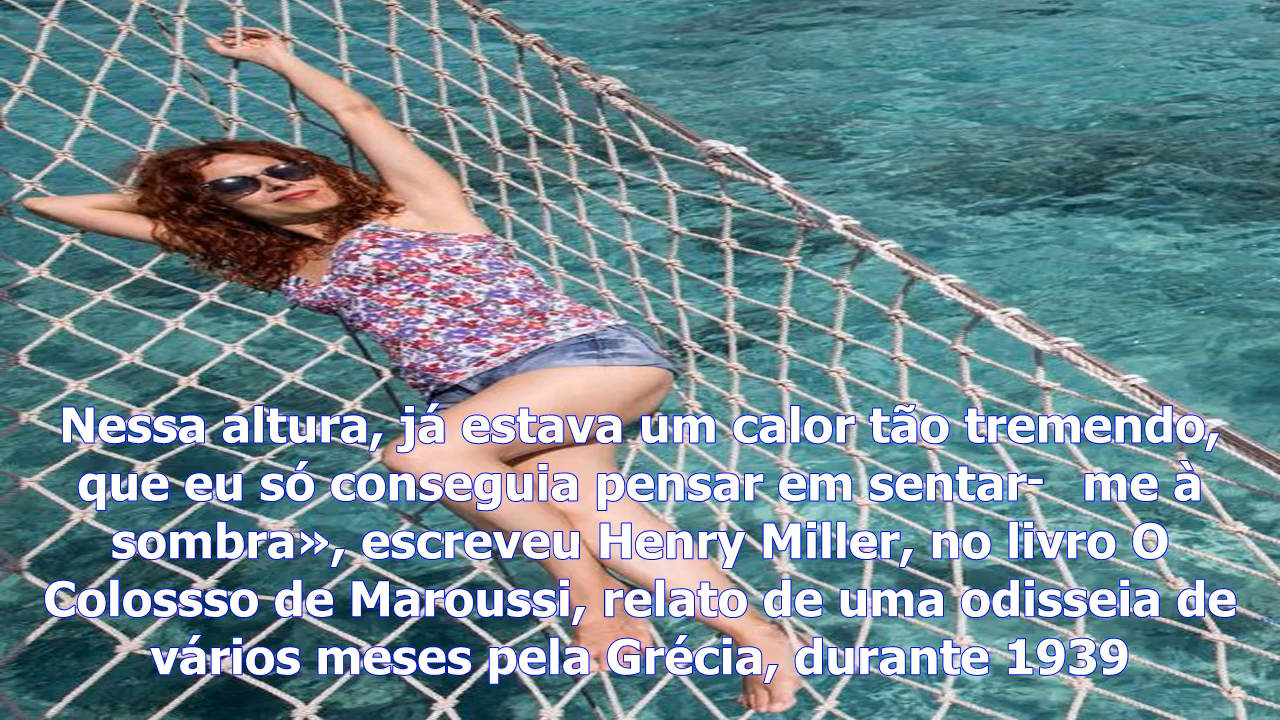 Nessa altura, já estava um calor tão tremendo,
que eu só conseguia pensar em sentar-  me à
sombra», escreveu Henry Miller, no livro O
Colossso de Maroussi, relato de uma odisseia de
vários meses pela Grécia, durante 1939